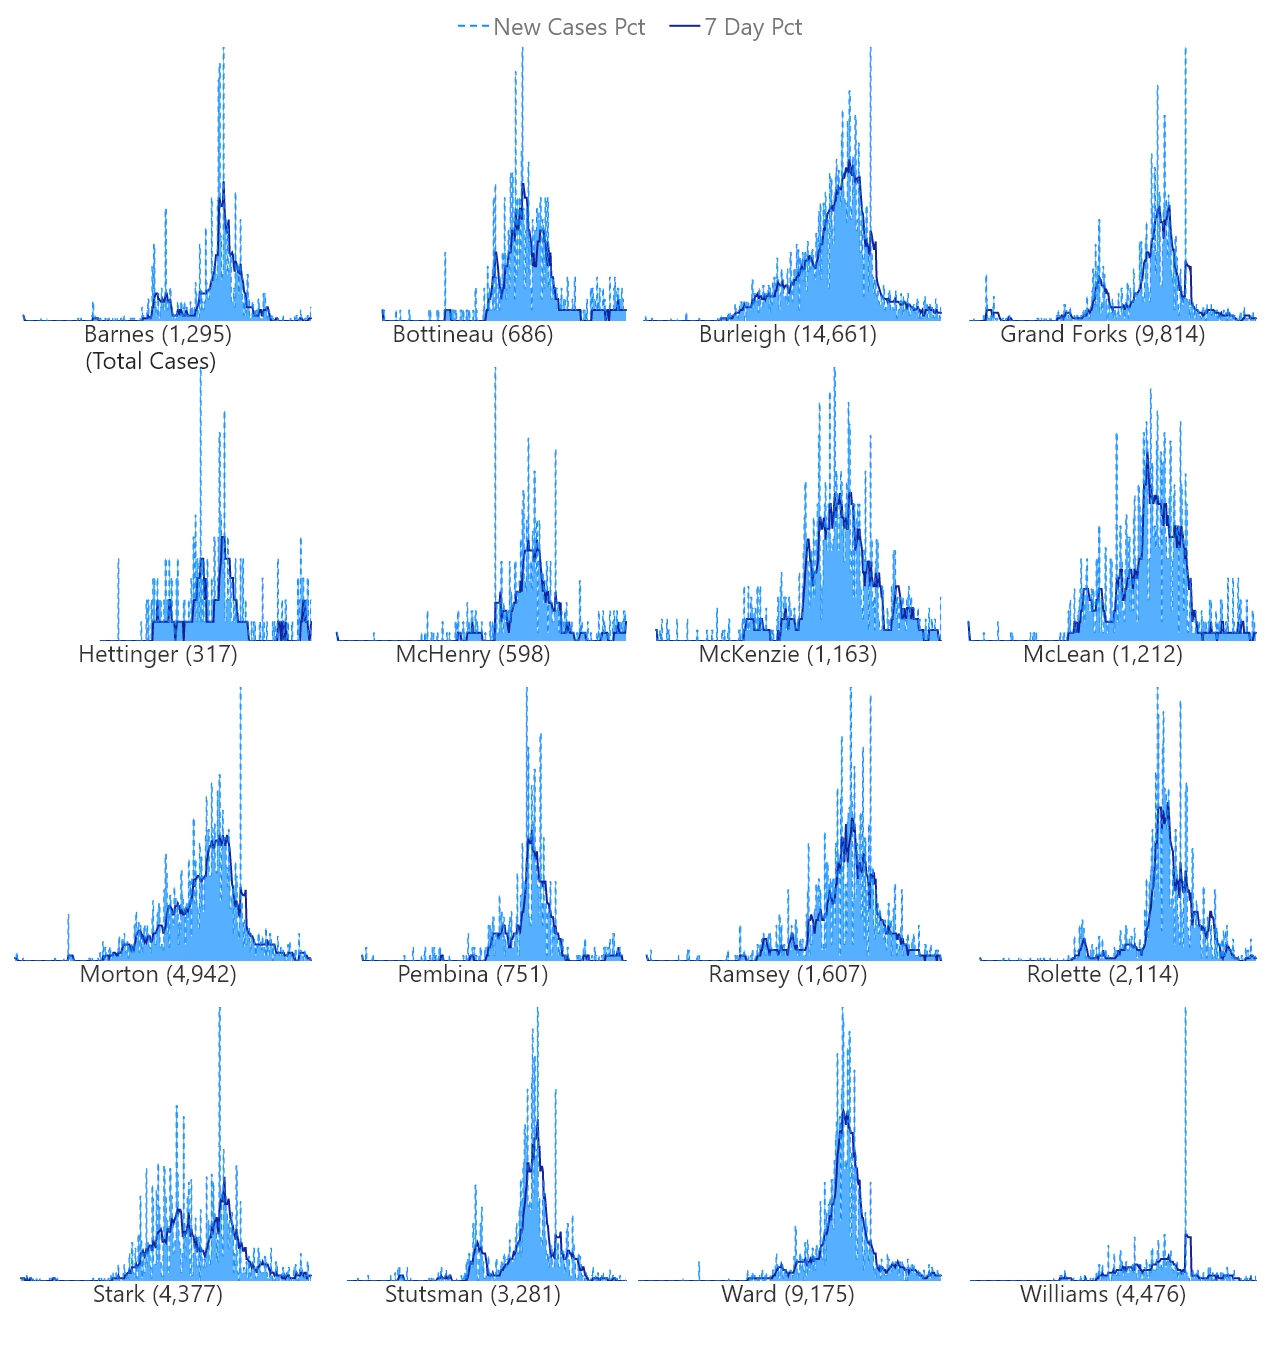 New Cases Pct 7 Day Pct
Barnes (1,295) Bottineau (686) Burleigh (14,661) Grand Forks (9,814)
(Total Cases)
Hettinger (317) McHenry (598) McKenzie (1,163) McLean (1,212)
Morton (4,942) Pembina (751) Ramsey (1,607) Rolette (2,114)
Stark (4,377) Stutsman (3,281) Ward (9,175) Williams (4,476)